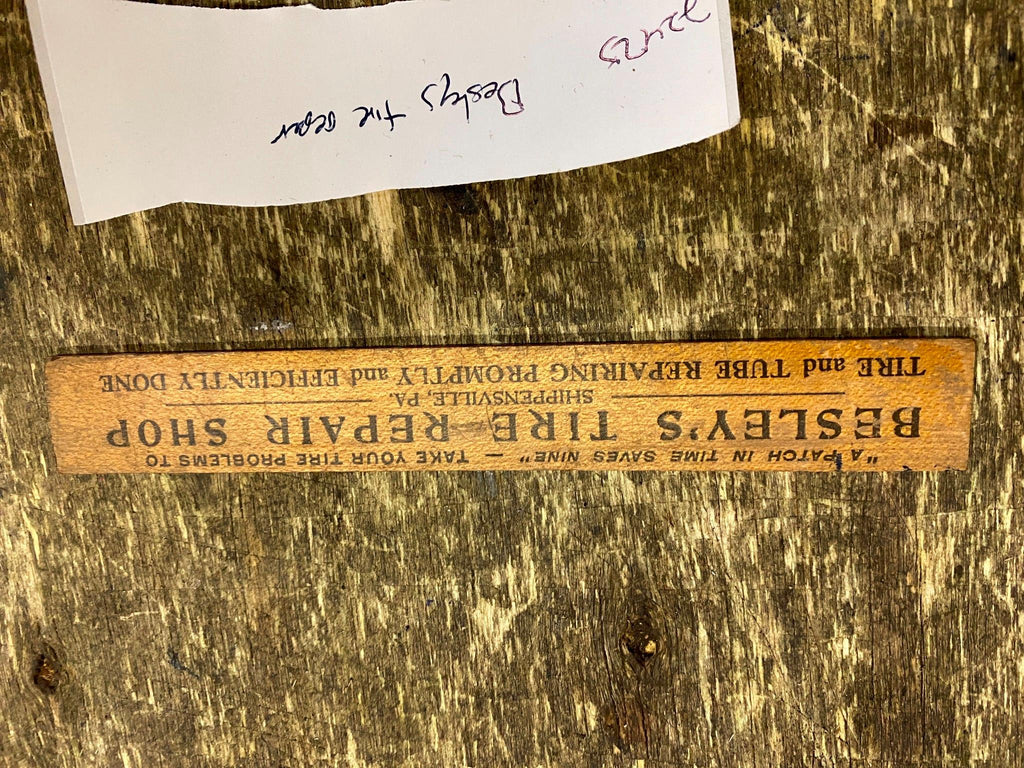 "A PATCH IN TIME SAVES NINE" — TAKE YOUR TIRE PROBLEMS TO
BESLEY'S TIRE REPAIR SHOP
SHIPPENSVILLE, PA.
TIRE and TUBE REPAIRING PROMPTLY and EFFICIENTLY DONE
Besleys tire